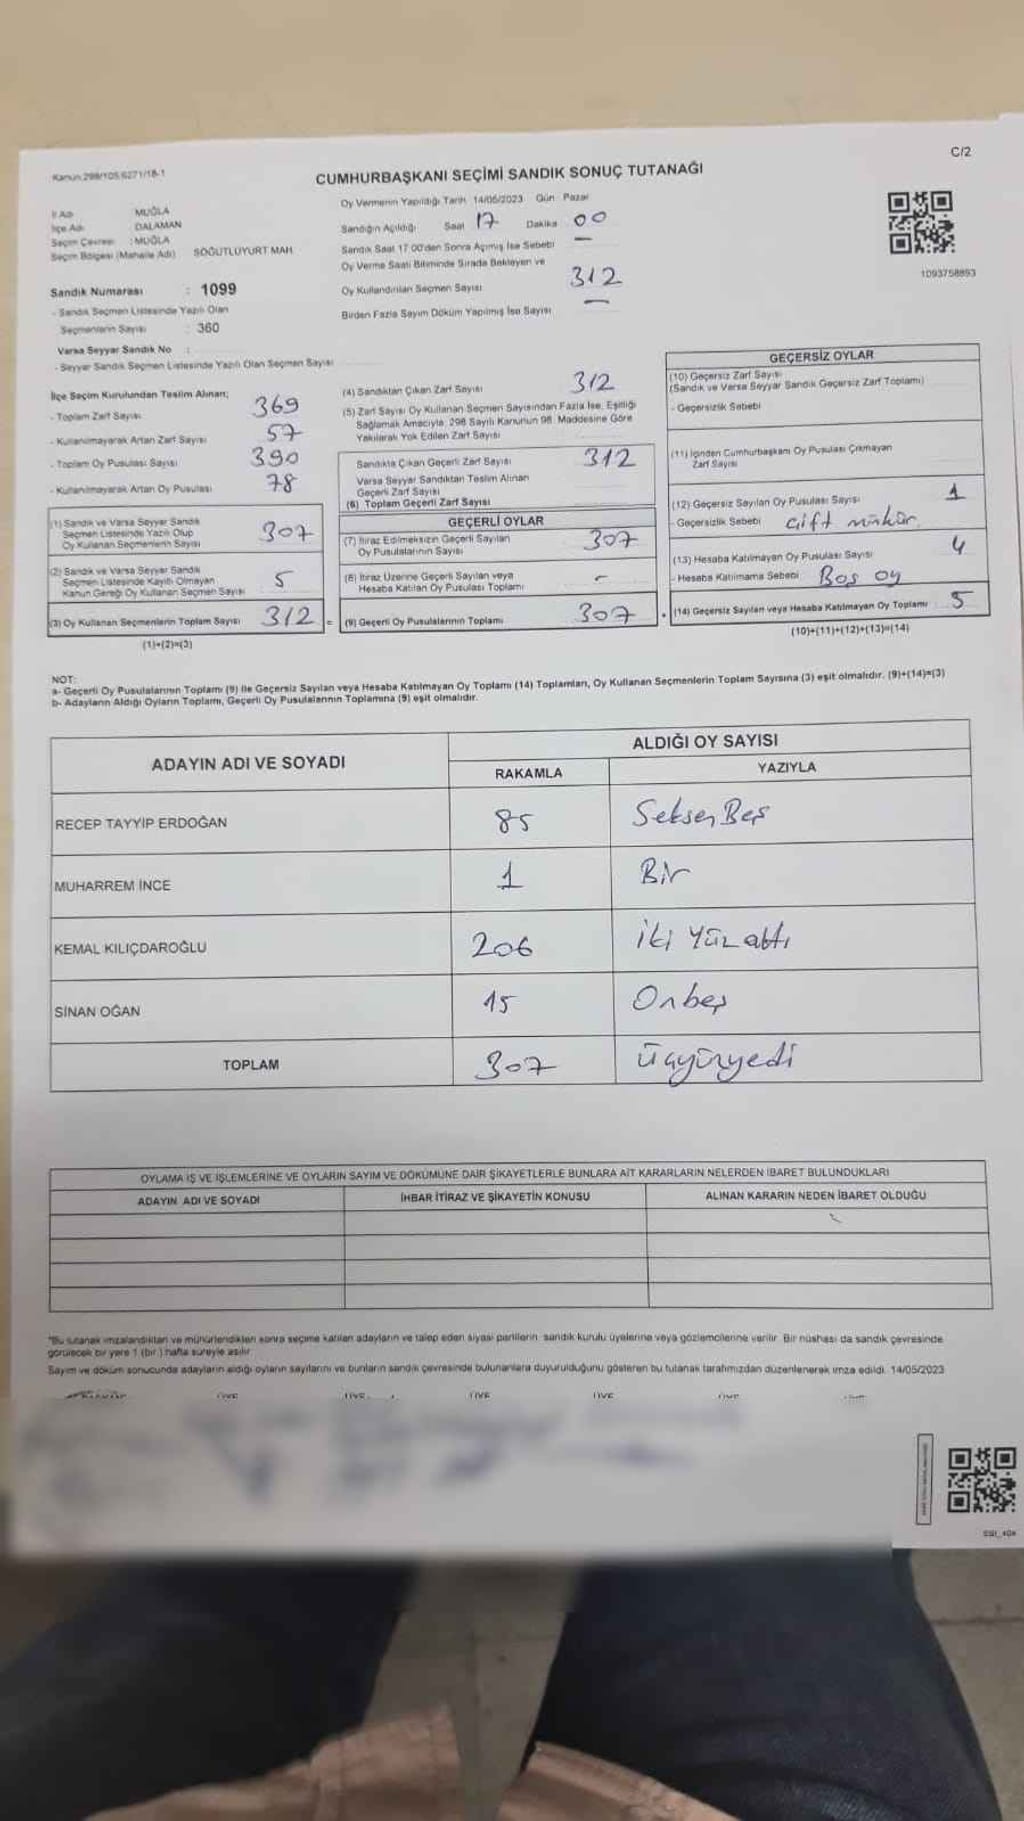 C/2
Kanun:298/105,6271/18-1
CUMHURBAŞKANI SEÇİMİ SANDIK SONUÇ TUTANAĞI
İl Adı : MUĞLA
İlçe Adı : DALAMAN
Seçim Çevresi : MUĞLA
Seçim Bölgesi (Mahalle Adı) SÖĞÜTLÜYURT MAH.
Sandık Numarası : 1099
- Sandık Seçmen Listesinde Yazılı Olan
Seçmenlerin Sayısı : 360
Varsa Seyyar Sandık No :
- Seyyar Sandık Seçmen Listesinde Yazılı Olan Seçmen Sayısı
Oy Vermenin Yapıldığı Tarih 14/05/2023 Gün Pazar
Sandığın Açıldığı Saat 17 Dakika 00
Sandık Saat 17.00'den Sonra Açılmış İse Sebebi —
Oy Verme Saati Bitiminde Sırada Bekleyen ve
Oy Kullandırılan Seçmen Sayısı 312
Birden Fazla Sayım Döküm Yapılmış İse Sayısı —
1093758893
İlçe Seçim Kurulundan Teslim Alınan;
- Toplam Zarf Sayısı 369
- Kullanılmayarak Artan Zarf Sayısı 57
- Toplam Oy Pusulası Sayısı 390
- Kullanılmayarak Artan Oy Pusulası 78
(1) Sandık ve Varsa Seyyar Sandık
Seçmen Listesinde Yazılı Olup
Oy Kullanan Seçmenlerin Sayısı 307
(2) Sandık ve Varsa Seyyar Sandık
Seçmen Listesinde Kayıtlı Olmayan
Kanun Gereği Oy Kullanan Seçmen Sayısı 5
(3) Oy Kullanan Seçmenlerin Toplam Sayısı 312 =
(1)+(2)=(3)
(4) Sandıktan Çıkan Zarf Sayısı 312
(5) Zarf Sayısı Oy Kullanan Seçmen Sayısından Fazla İse, Eşitliği
Sağlamak Amacıyla, 298 Sayılı Kanunun 98. Maddesine Göre
Yakılarak Yok Edilen Zarf Sayısı
Sandıkta Çıkan Geçerli Zarf Sayısı 312
Varsa Seyyar Sandıktan Teslim Alınan
Geçerli Zarf Sayısı
(6) Toplam Geçerli Zarf Sayısı
GEÇERLİ OYLAR
(7) İtiraz Edilmeksizin Geçerli Sayılan
Oy Pusulalarının Sayısı 307
(8) İtiraz Üzerine Geçerli Sayılan veya
Hesaba Katılan Oy Pusulası Toplamı -
(9) Geçerli Oy Pusulalarının Toplamı 307 +
GEÇERSİZ OYLAR
(10) Geçersiz Zarf Sayısı
(Sandık ve Varsa Seyyar Sandık Geçersiz Zarf Toplamı)
- Geçersizlik Sebebi
(11) İçinden Cumhurbaşkanı Oy Pusulası Çıkmayan
Zarf Sayısı
(12) Geçersiz Sayılan Oy Pusulası Sayısı 1
- Geçersizlik Sebebi çift mühür
(13) Hesaba Katılmayan Oy Pusulası Sayısı 4
- Hesaba Katılmama Sebebi Boş oy
(14) Geçersiz Sayılan veya Hesaba Katılmayan Oy Toplamı 5
(10)+(11)+(12)+(13)=(14)
NOT:
a- Geçerli Oy Pusulalarının Toplamı (9) ile Geçersiz Sayılan veya Hesaba Katılmayan Oy Toplamı (14) Toplamları, Oy Kullanan Seçmenlerin Toplam Sayısına (3) eşit olmalıdır. (9)+(14)=(3)
b- Adayların Aldığı Oyların Toplamı, Geçerli Oy Pusulalarının Toplamına (9) eşit olmalıdır.
ADAYIN ADI VE SOYADI ALDIĞI OY SAYISI
RAKAMLA YAZIYLA
RECEP TAYYİP ERDOĞAN 85 Seksen Beş
MUHARREM İNCE 1 Bir
KEMAL KILIÇDAROĞLU 206 iki Yüz altı
SİNAN OĞAN 15 Onbeş
TOPLAM 307 üçyüzyedi
OYLAMA İŞ VE İŞLEMLERİNE VE OYLARIN SAYIM VE DÖKÜMÜNE DAİR ŞİKAYETLERLE BUNLARA AİT KARARLARIN NELERDEN İBARET BULUNDUKLARI
ADAYIN ADI VE SOYADI İHBAR İTİRAZ VE ŞİKAYETİN KONUSU ALINAN KARARIN NEDEN İBARET OLDUĞU
*Bu tutanak imzalandıktan ve mühürlendikten sonra seçime katılan adayların ve talep eden siyasi partilerin sandık kurulu üyelerine veya gözlemcilerine verilir. Bir nüshası da sandık çevresinde
görülecek bir yere 1 (bir ) hafta süreyle asılır.
Sayım ve döküm sonucunda adayların aldığı oyların sayılarını ve bunların sandık çevresinde bulunanlara duyurulduğunu gösteren bu tutanak tarafımızdan düzenlenerek imza edildi. 14/05/2023